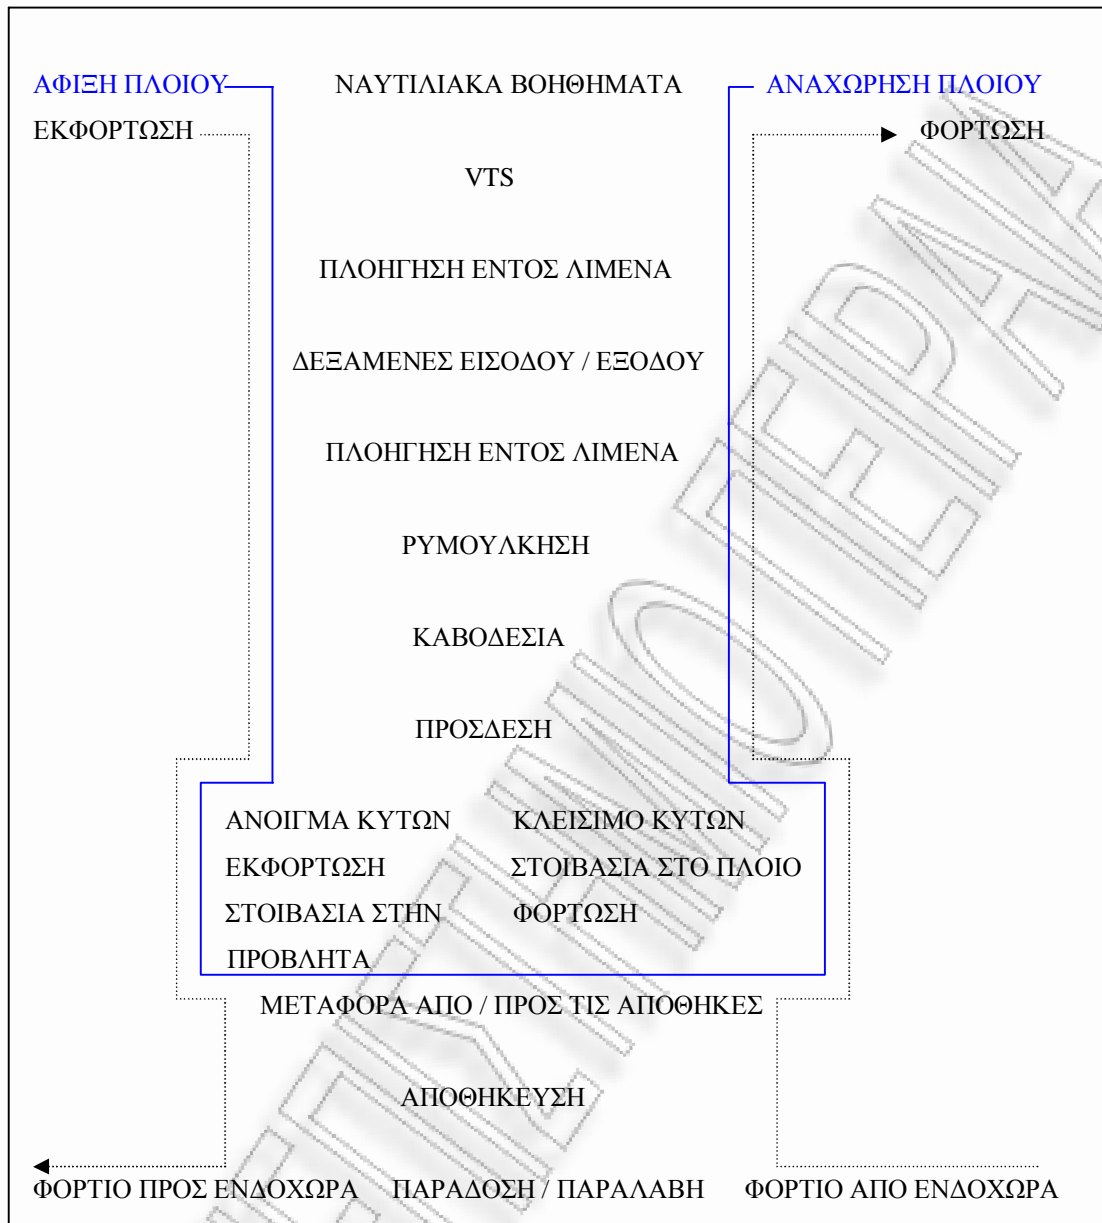 ΑΦΙΞΗ ΠΛΟΙΟΥ ΝΑΥΤΙΛΙΑΚΑ ΒΟΗΘΗΜΑΤΑ ΑΝΑΧΩΡΗΣΗ ΠΛΟΙΟΥ
ΕΚΦΟΡΤΩΣΗ ΦΟΡΤΩΣΗ
VTS
ΠΛΟΗΓΗΣΗ ΕΝΤΟΣ ΛΙΜΕΝΑ
ΔΕΞΑΜΕΝΕΣ ΕΙΣΟΔΟΥ / ΕΞΟΔΟΥ
ΠΛΟΗΓΗΣΗ ΕΝΤΟΣ ΛΙΜΕΝΑ
ΡΥΜΟΥΛΚΗΣΗ
ΚΑΒΟΔΕΣΙΑ
ΠΡΟΣΔΕΣΗ
ΑΝΟΙΓΜΑ ΚΥΤΩΝ ΚΛΕΙΣΙΜΟ ΚΥΤΩΝ
ΕΚΦΟΡΤΩΣΗ ΣΤΟΙΒΑΣΙΑ ΣΤΟ ΠΛΟΙΟ
ΣΤΟΙΒΑΣΙΑ ΣΤΗΝ ΦΟΡΤΩΣΗ
ΠΡΟΒΛΗΤΑ
ΜΕΤΑΦΟΡΑ ΑΠΟ / ΠΡΟΣ ΤΙΣ ΑΠΟΘΗΚΕΣ
ΑΠΟΘΗΚΕΥΣΗ
ΦΟΡΤΙΟ ΠΡΟΣ ΕΝΔΟΧΩΡΑ ΠΑΡΑΔΟΣΗ / ΠΑΡΑΛΑΒΗ ΦΟΡΤΙΟ ΑΠΟ ΕΝΔΟΧΩΡΑ